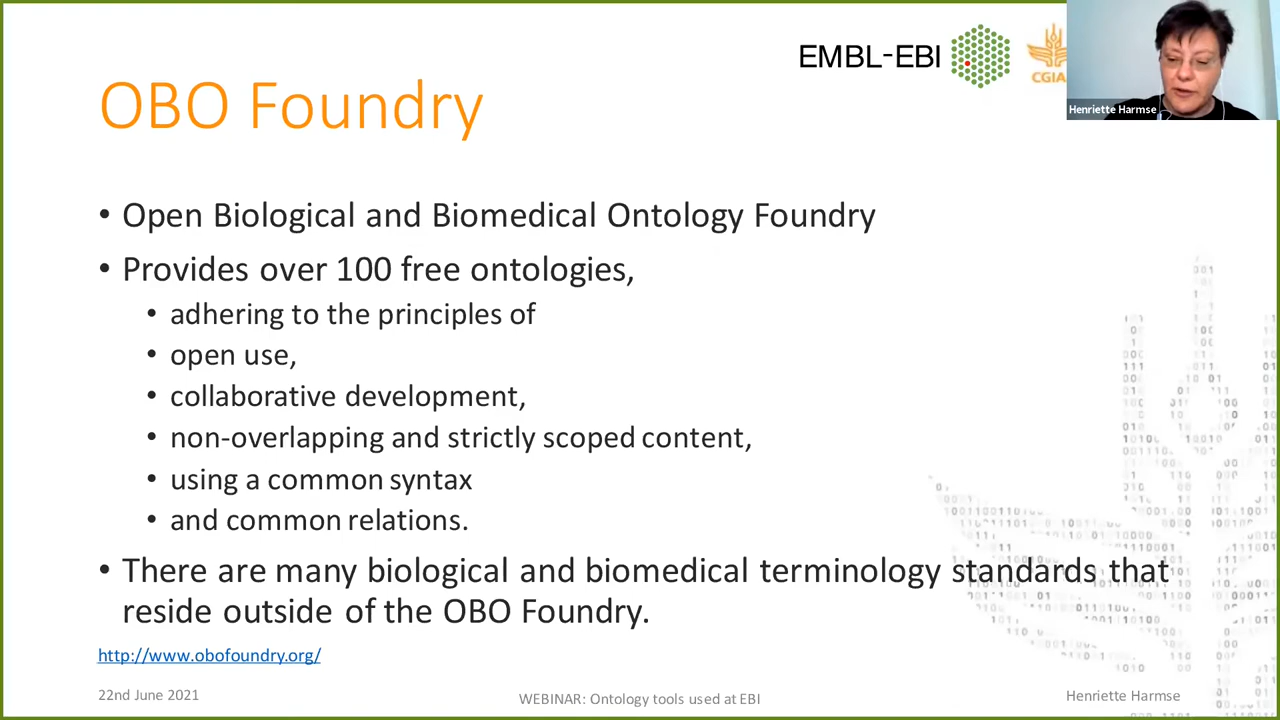 EMBL-EBI
CGIA
Henriette Harmse
OBO Foundry
• Open Biological and Biomedical Ontology Foundry
• Provides over 100 free ontologies,
• adhering to the principles of
• open use,
• collaborative development,
• non-overlapping and strictly scoped content,
• using a common syntax
• and common relations.
• There are many biological and biomedical terminology standards that
reside outside of the OBO Foundry.
http://www.obofoundry.org/
22nd June 2021
WEBINAR: Ontology tools used at EBI
Henriette Harmse